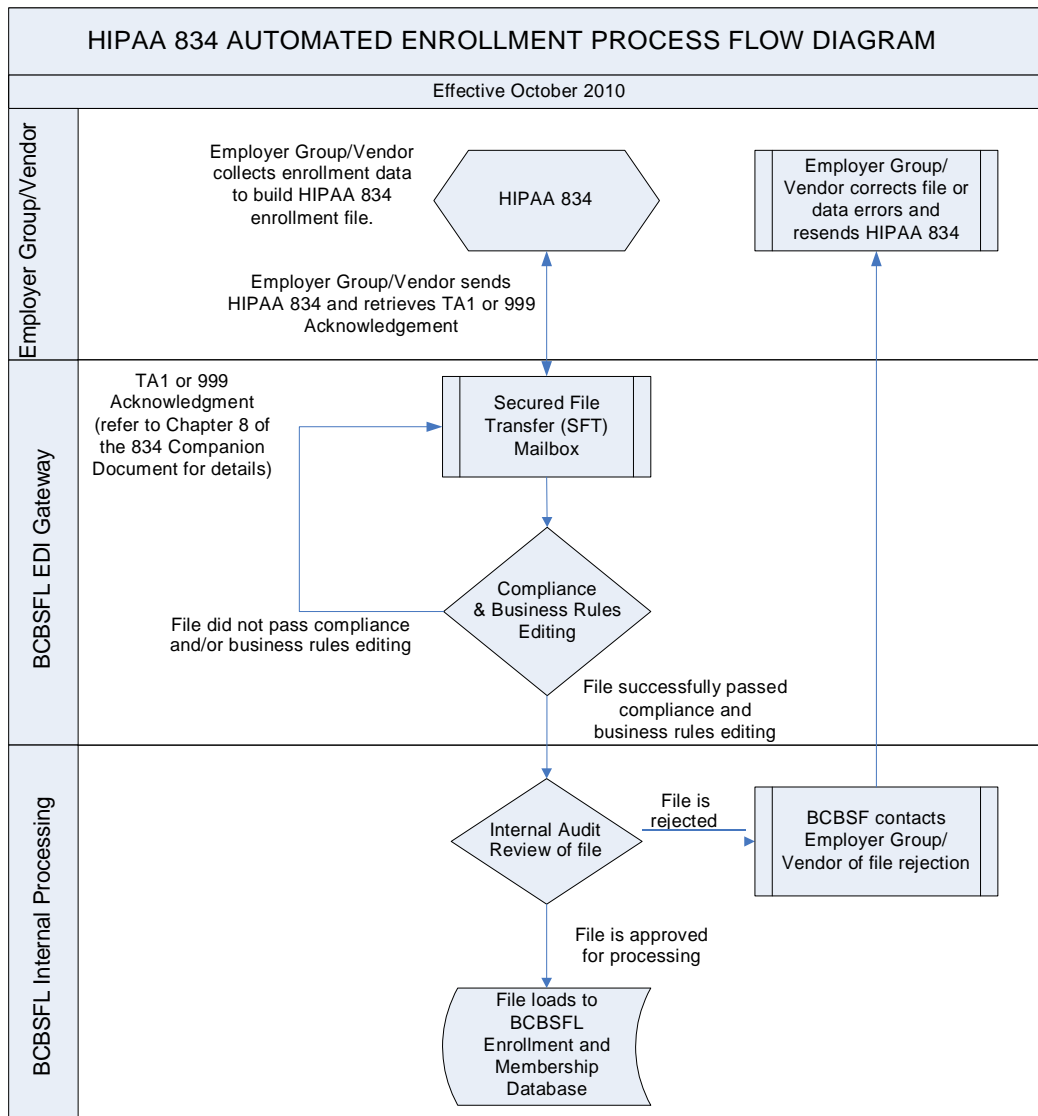 HIPAA 834 AUTOMATED ENROLLMENT PROCESS FLOW DIAGRAM
Effective October 2010
Employer Group/Vendor
Employer Group/Vendor
collects enrollment data
to build HIPAA 834
enrollment file.
HIPAA 834
Employer Group/
Vendor corrects file or
data errors and
resends HIPAA 834
Employer Group/Vendor sends
HIPAA 834 and retrieves TA1 or 999
Acknowledgement
BCBSFL EDI Gateway
TA1 or 999
Acknowledgment
(refer to Chapter 8 of
the 834 Companion
Document for details)
Secured File
Transfer (SFT)
Mailbox
Compliance
& Business Rules
Editing
File did not pass compliance
and/or business rules editing
File successfully passed
compliance and
business rules editing
BCBSFL Internal Processing
Internal Audit
Review of file
File is
rejected
BCBSF contacts
Employer Group/
Vendor of file rejection
File is approved
for processing
File loads to
BCBSFL
Enrollment and
Membership
Database